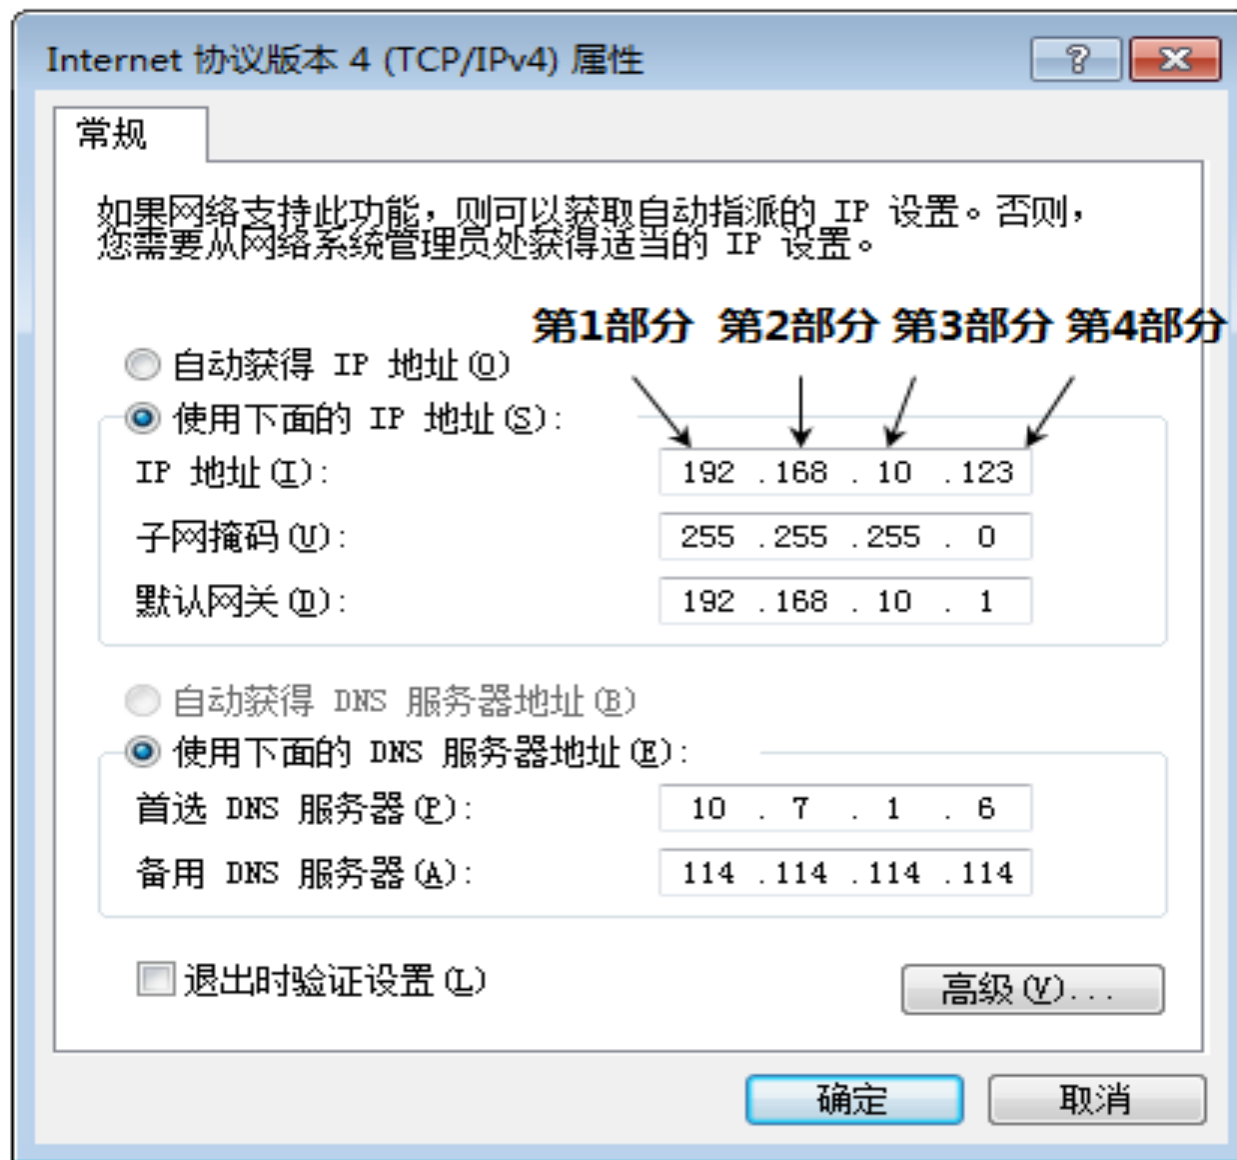 Internet 协议版本 4 (TCP/IPv4) 属性
常规
如果网络支持此功能，则可以获取自动指派的 IP 设置。否则，
您需要从网络系统管理员处获得适当的 IP 设置。
第1部分 第2部分 第3部分 第4部分
自动获得 IP 地址(O)
使用下面的 IP 地址(S):
IP 地址(I): 192 .168 . 10 .123
子网掩码(U): 255 .255 .255 . 0
默认网关(D): 192 .168 . 10 . 1
自动获得 DNS 服务器地址(B)
使用下面的 DNS 服务器地址(E):
首选 DNS 服务器(P): 10 . 7 . 1 . 6
备用 DNS 服务器(A): 114 .114 .114 .114
退出时验证设置(L)
高级(V)...
确定 取消